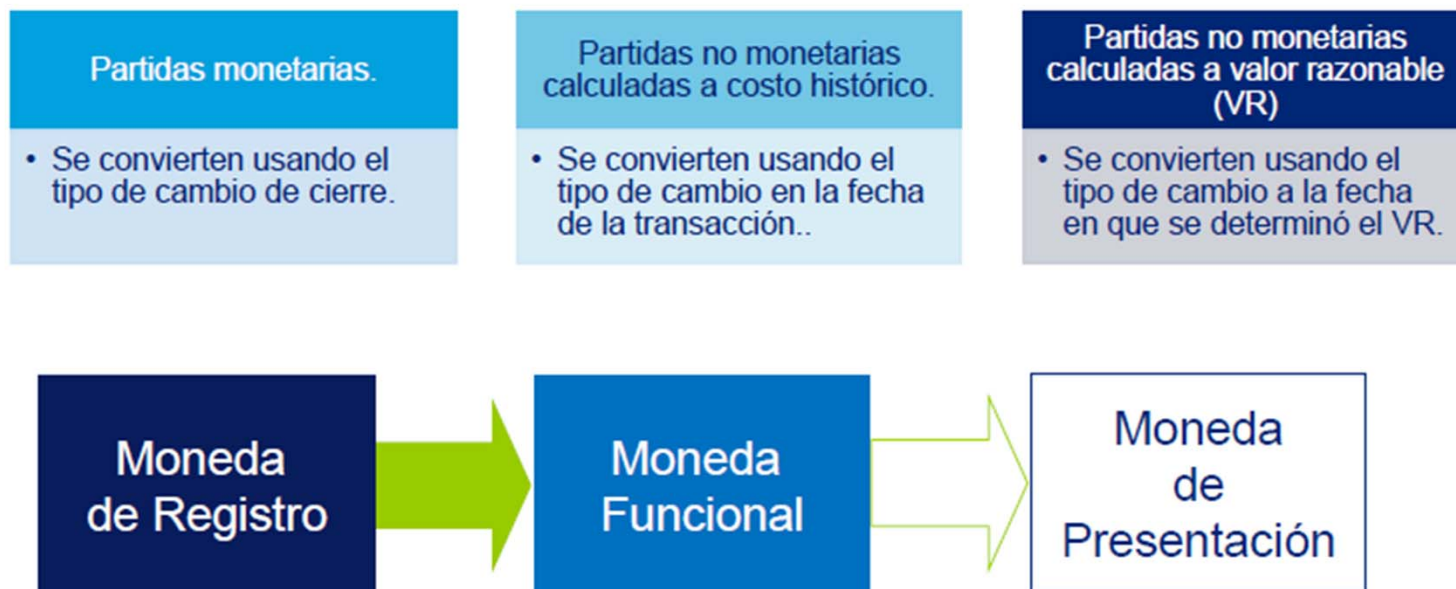 Partidas monetarias.
• Se convierten usando el
tipo de cambio de cierre.
Partidas no monetarias
calculadas a costo histórico.
• Se convierten usando el
tipo de cambio en la fecha
de la transacción..
Partidas no monetarias
calculadas a valor razonable
(VR)
• Se convierten usando el
tipo de cambio a la fecha
en que se determinó el VR.
Moneda
de Registro
Moneda
Funcional
Moneda
de
Presentación